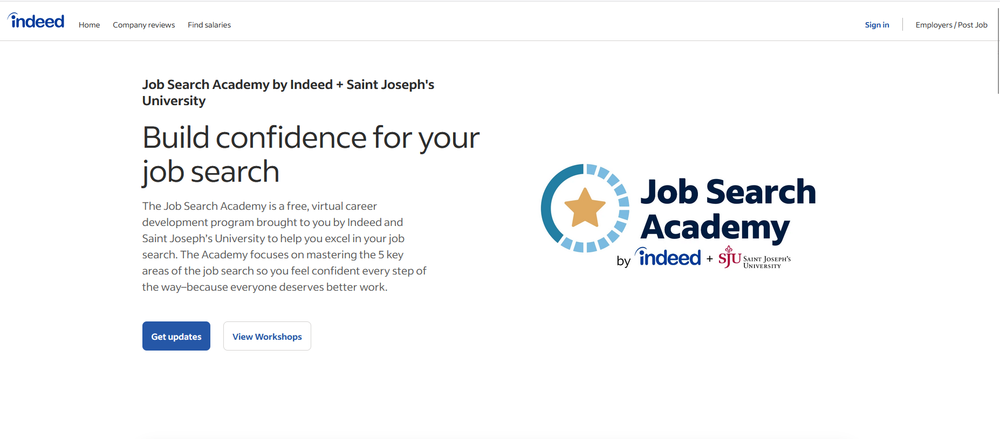 indeed
Home
Company reviews
Find salaries
Sign in
Employers / Post Job
Job Search Academy by Indeed + Saint Joseph's
University
Build confidence for your
job search
The Job Search Academy is a free, virtual career
development program brought to you by Indeed and
Saint Joseph’s University to help you excel in your job
search. The Academy focuses on mastering the 5 key
areas of the job search so you feel confident every step of
the way–because everyone deserves better work.
Get updates
View Workshops
Job Search
Academy
by indeed + SJU SAINT JOSEPH'S
UNIVERSITY